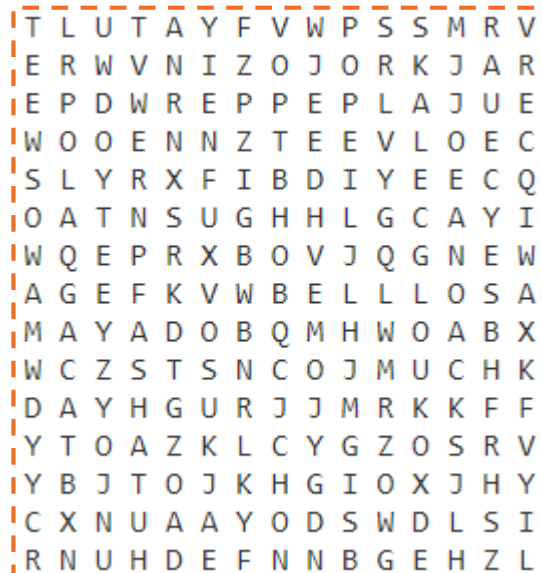 T L U T A Y F V W P S S M R V
E R W V N I Z O J O R K J A R
E P D W R E P P E P L A J U E
W O O E N N Z T E E V L O E C
S L Y R X F I B D I Y E E C Q
O A T N S U G H H L G C A Y I
W Q E P R X B O V J Q G N E W
A G E F K V W B E L L L O S A
M A Y A D O B Q M H W O A B X
W C Z S T S N C O J M U C H K
D A Y H G U R J J M R K K F F
Y T O A Z K L C Y G Z O S R V
Y B J T O J K H G I O X J H Y
C X N U A A Y O D S W D L S I
R N U H D E F N N B G E H Z L